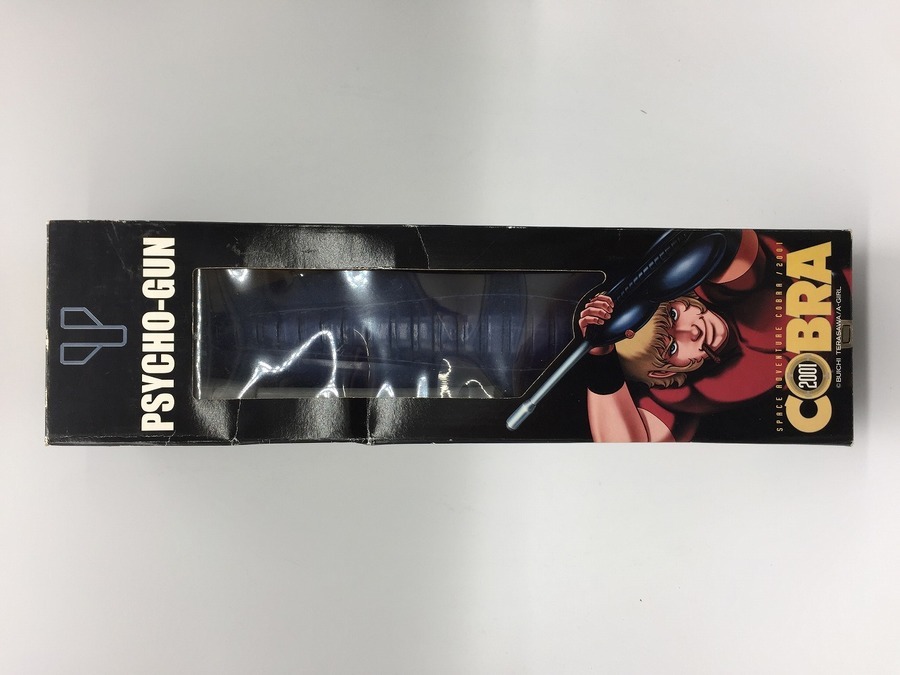 PSYCHO-GUN
SPACE ADVENTURE COBRA / 2001
COBRA
2001
©BUICHI TERASAWA/A-GIRL